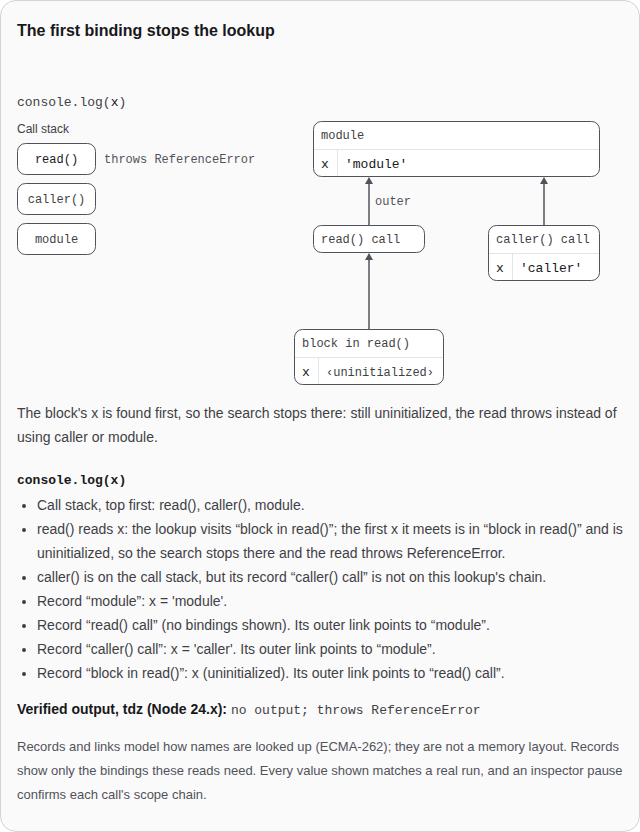 The first binding stops the lookup
console.log(x)
Call stack
read() throws ReferenceError
caller()
module
module
x 'module'
outer
read() call
caller() call
x 'caller'
block in read()
x ‹uninitialized›
The block's x is found first, so the search stops there: still uninitialized, the read throws instead of
using caller or module.
console.log(x)
• Call stack, top first: read(), caller(), module.
• read() reads x: the lookup visits “block in read()”; the first x it meets is in “block in read()” and is
uninitialized, so the search stops there and the read throws ReferenceError.
• caller() is on the call stack, but its record “caller() call” is not on this lookup's chain.
• Record “module”: x = 'module'.
• Record “read() call” (no bindings shown). Its outer link points to “module”.
• Record “caller() call”: x = 'caller'. Its outer link points to “module”.
• Record “block in read()”: x (uninitialized). Its outer link points to “read() call”.
Verified output, tdz (Node 24.x): no output; throws ReferenceError
Records and links model how names are looked up (ECMA-262); they are not a memory layout. Records
show only the bindings these reads need. Every value shown matches a real run, and an inspector pause
confirms each call's scope chain.